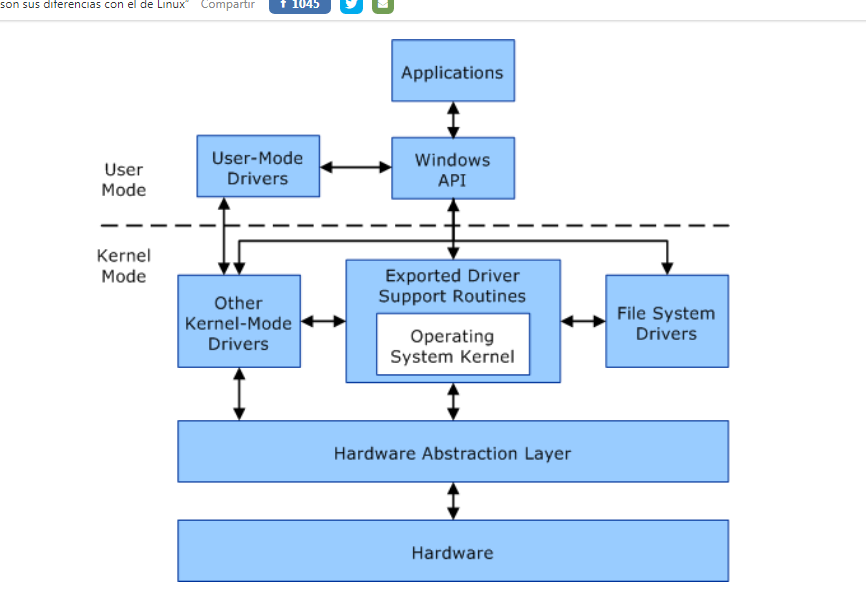 son sus diferencias con el de Linux" Compartir 1045
Applications
User-Mode
Drivers
Windows
API
User
Mode
Kernel
Mode
Other
Kernel-Mode
Drivers
Exported Driver
Support Routines
Operating
System Kernel
File System
Drivers
Hardware Abstraction Layer
Hardware